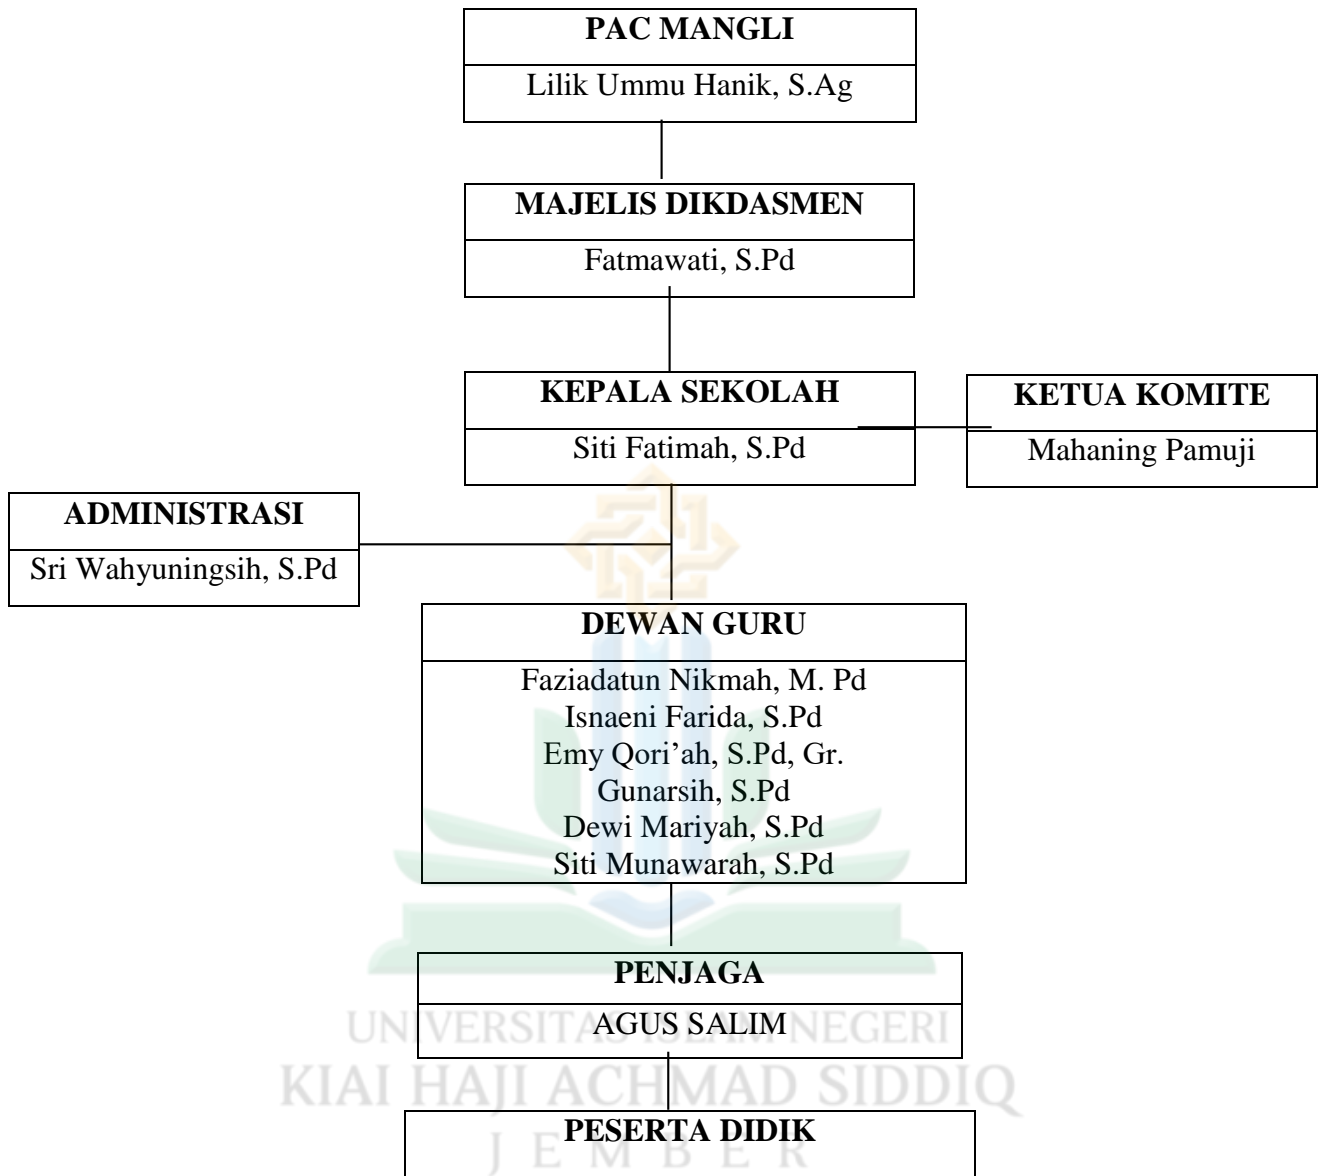 PAC MANGLI
Lilik Ummu Hanik, S.Ag
MAJELIS DIKDASMEN
Fatmawati, S.Pd
KEPALA SEKOLAH
Siti Fatimah, S.Pd
KETUA KOMITE
Mahaning Pamuji
ADMINISTRASI
Sri Wahyuningsih, S.Pd
DEWAN GURU
Faziadatun Nikmah, M. Pd
Isnaeni Farida, S.Pd
Emy Qori’ah, S.Pd, Gr.
Gunarsih, S.Pd
Dewi Mariyah, S.Pd
Siti Munawarah, S.Pd
PENJAGA
AGUS SALIM
UNIVERSITAS ISLAM NEGERI
KIAI HAJI ACHMAD SIDDIQ
PESERTA DIDIK
JEMBER